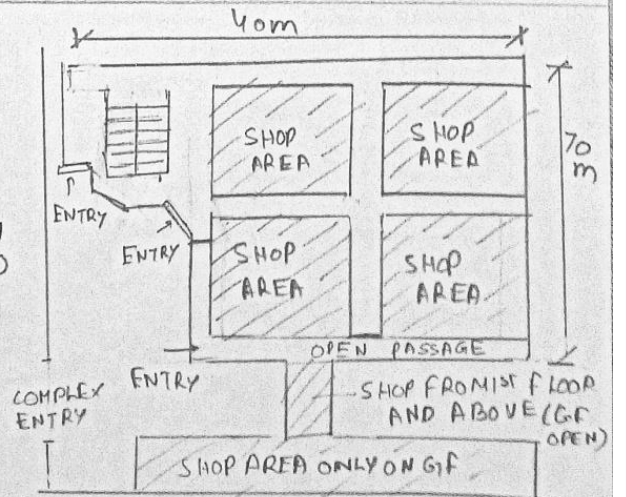 40m
SHOP
AREA
SHOP
AREA
70
m
ENTRY
ENTRY
SHOP
AREA
SHOP
AREA
OPEN PASSAGE
ENTRY
COMPLEX
ENTRY
SHOP FROM 1ST FLOOR
AND ABOVE (GF
OPEN)
SHOP AREA ONLY ON GF